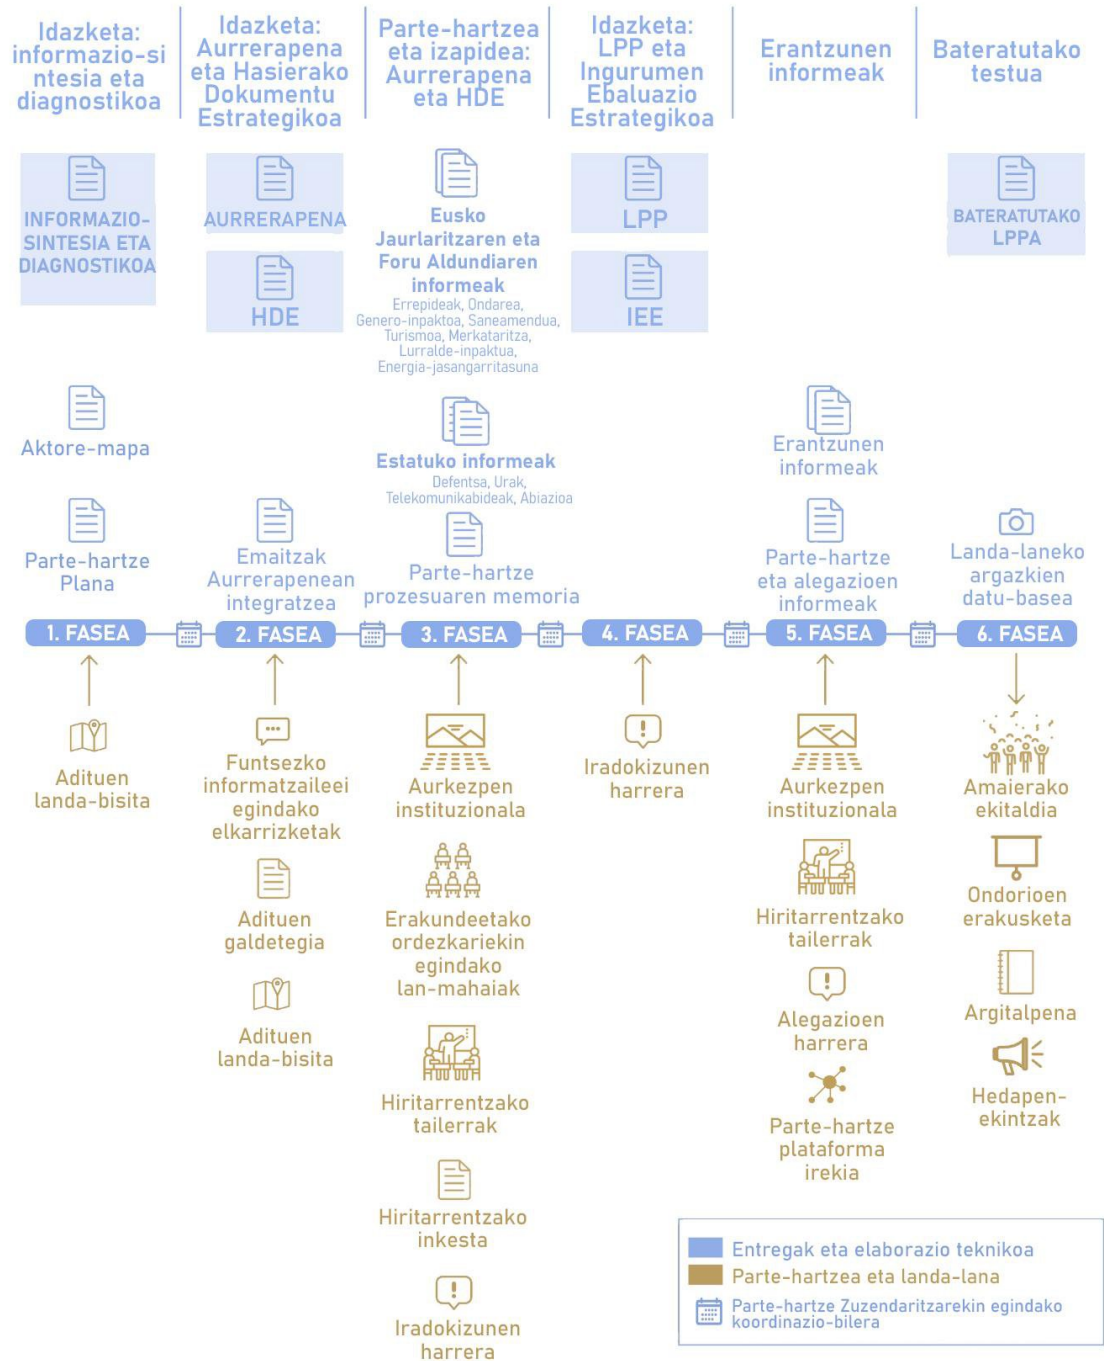 Idazketa:
informazio-si
ntesia eta
diagnostikoa
Idazketa:
Aurrerapena
eta Hasierako
Dokumentu
Estrategikoa
Parte-hartzea
eta izapidea:
Aurrerapena
eta HDE
Idazketa:
LPP eta
Ingurumen
Ebaluazio
Estrategikoa
Erantzunen
informeak
Bateratutako
testua
INFORMAZIO-
SINTESIA ETA
DIAGNOSTIKOA
AURRERAPENA
HDE
Eusko
Jaurlaritzaren eta
Foru Aldundiaren
informeak
Errepideak, Ondarea,
Genero-inpaktoa, Saneamendua,
Turismoa, Merkataritza,
Lurralde-inpaktua,
Energia-jasangarritasuna
LPP
IEE
BATERATUTAKO
LPPA
Aktore-mapa
Estatuko informeak
Defentsa, Urak,
Telekomunikabideak, Abiazioa
Erantzunen
informeak
Parte-hartze
Plana
Emaitzak
Aurrerapenean
integratzea
Parte-hartze
prozesuaren memoria
Parte-hartze
eta alegazioen
informeak
Landa-laneko
argazkien
datu-basea
1. FASEA
2. FASEA
3. FASEA
4. FASEA
5. FASEA
6. FASEA
Adituen
landa-bisita
Funtsezko
informatzaileei
egindako
elkarrizketak
Adituen
galdetegia
Adituen
landa-bisita
Aurkezpen
instituzionala
Erakundeetako
ordezkariekin
egindako
lan-mahaiak
Hiritarrentzako
tailerrak
Hiritarrentzako
inkesta
Iradokizunen
harrera
Iradokizunen
harrera
Aurkezpen
instituzionala
Hiritarrentzako
tailerrak
Alegazioen
harrera
Parte-hartze
plataforma
irekia
Amaierako
ekitaldia
Ondorioen
erakusketa
Argitalpena
Hedapen-
ekintzak
Entregak eta elaborazio teknikoa
Parte-hartzea eta landa-lana
Parte-hartze Zuzendaritzarekin egindako
koordinazio-bilera